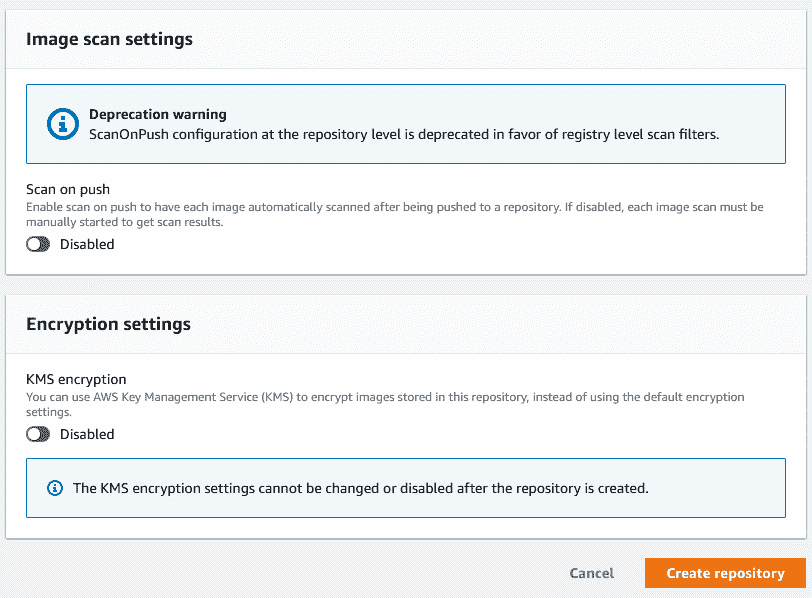 Image scan settings
Deprecation warning
ScanOnPush configuration at the repository level is deprecated in favor of registry level scan filters.
Scan on push
Enable scan on push to have each image automatically scanned after being pushed to a repository. If disabled, each image scan must be
manually started to get scan results.
Disabled
Encryption settings
KMS encryption
You can use AWS Key Management Service (KMS) to encrypt images stored in this repository, instead of using the default encryption
settings.
Disabled
The KMS encryption settings cannot be changed or disabled after the repository is created.
Cancel
Create repository